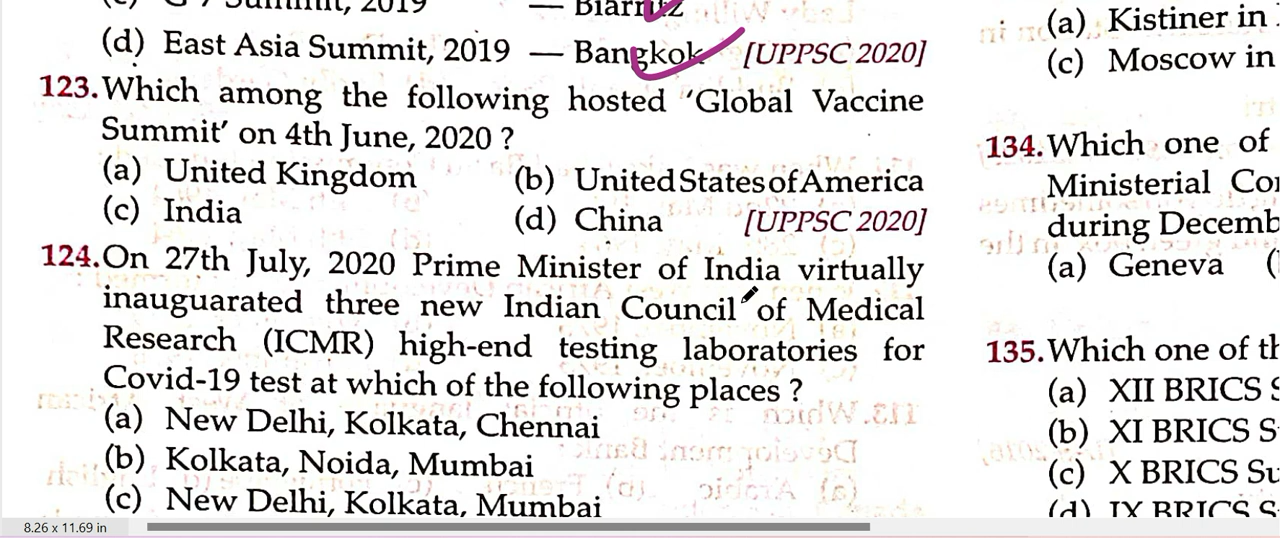 (d) East Asia Summit, 2019 — Bangkok [UPPSC 2020]
123. Which among the following hosted ‘Global Vaccine
Summit’ on 4th June, 2020 ?
(a) United Kingdom (b) United States of America
(c) India (d) China [UPPSC 2020]
124. On 27th July, 2020 Prime Minister of India virtually
inauguarated three new Indian Council of Medical
Research (ICMR) high-end testing laboratories for
Covid-19 test at which of the following places ?
(a) New Delhi, Kolkata, Chennai
(b) Kolkata, Noida, Mumbai
(c) New Delhi, Kolkata, Mumbai
(a) Kistiner in
(c) Moscow in
134. Which one of
Ministerial
during
(a) Geneva (
135. Which one of
(a) XII BRICS
(b) XI BRICS
(c) X BRICS
(d) IX BRICS
8.26 x 11.69 in